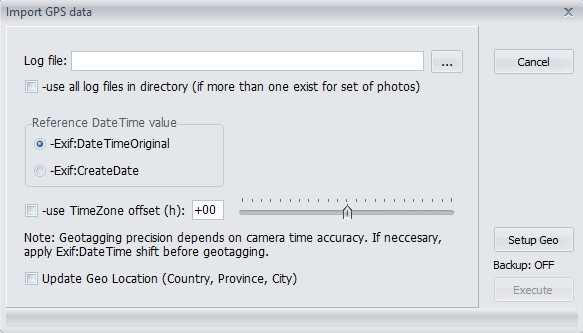 Import GPS data
Log file:
...
Cancel
-use all log files in directory (if more than one exist for set of photos)
Reference DateTime value
-Exif:DateTimeOriginal
-Exif:CreateDate
-use TimeZone offset (h): +00
Note: Geotagging precision depends on camera time accuracy. If neccesary,
apply Exif:DateTime shift before geotagging.
Setup Geo
Backup: OFF
Update Geo Location (Country, Province, City)
Execute